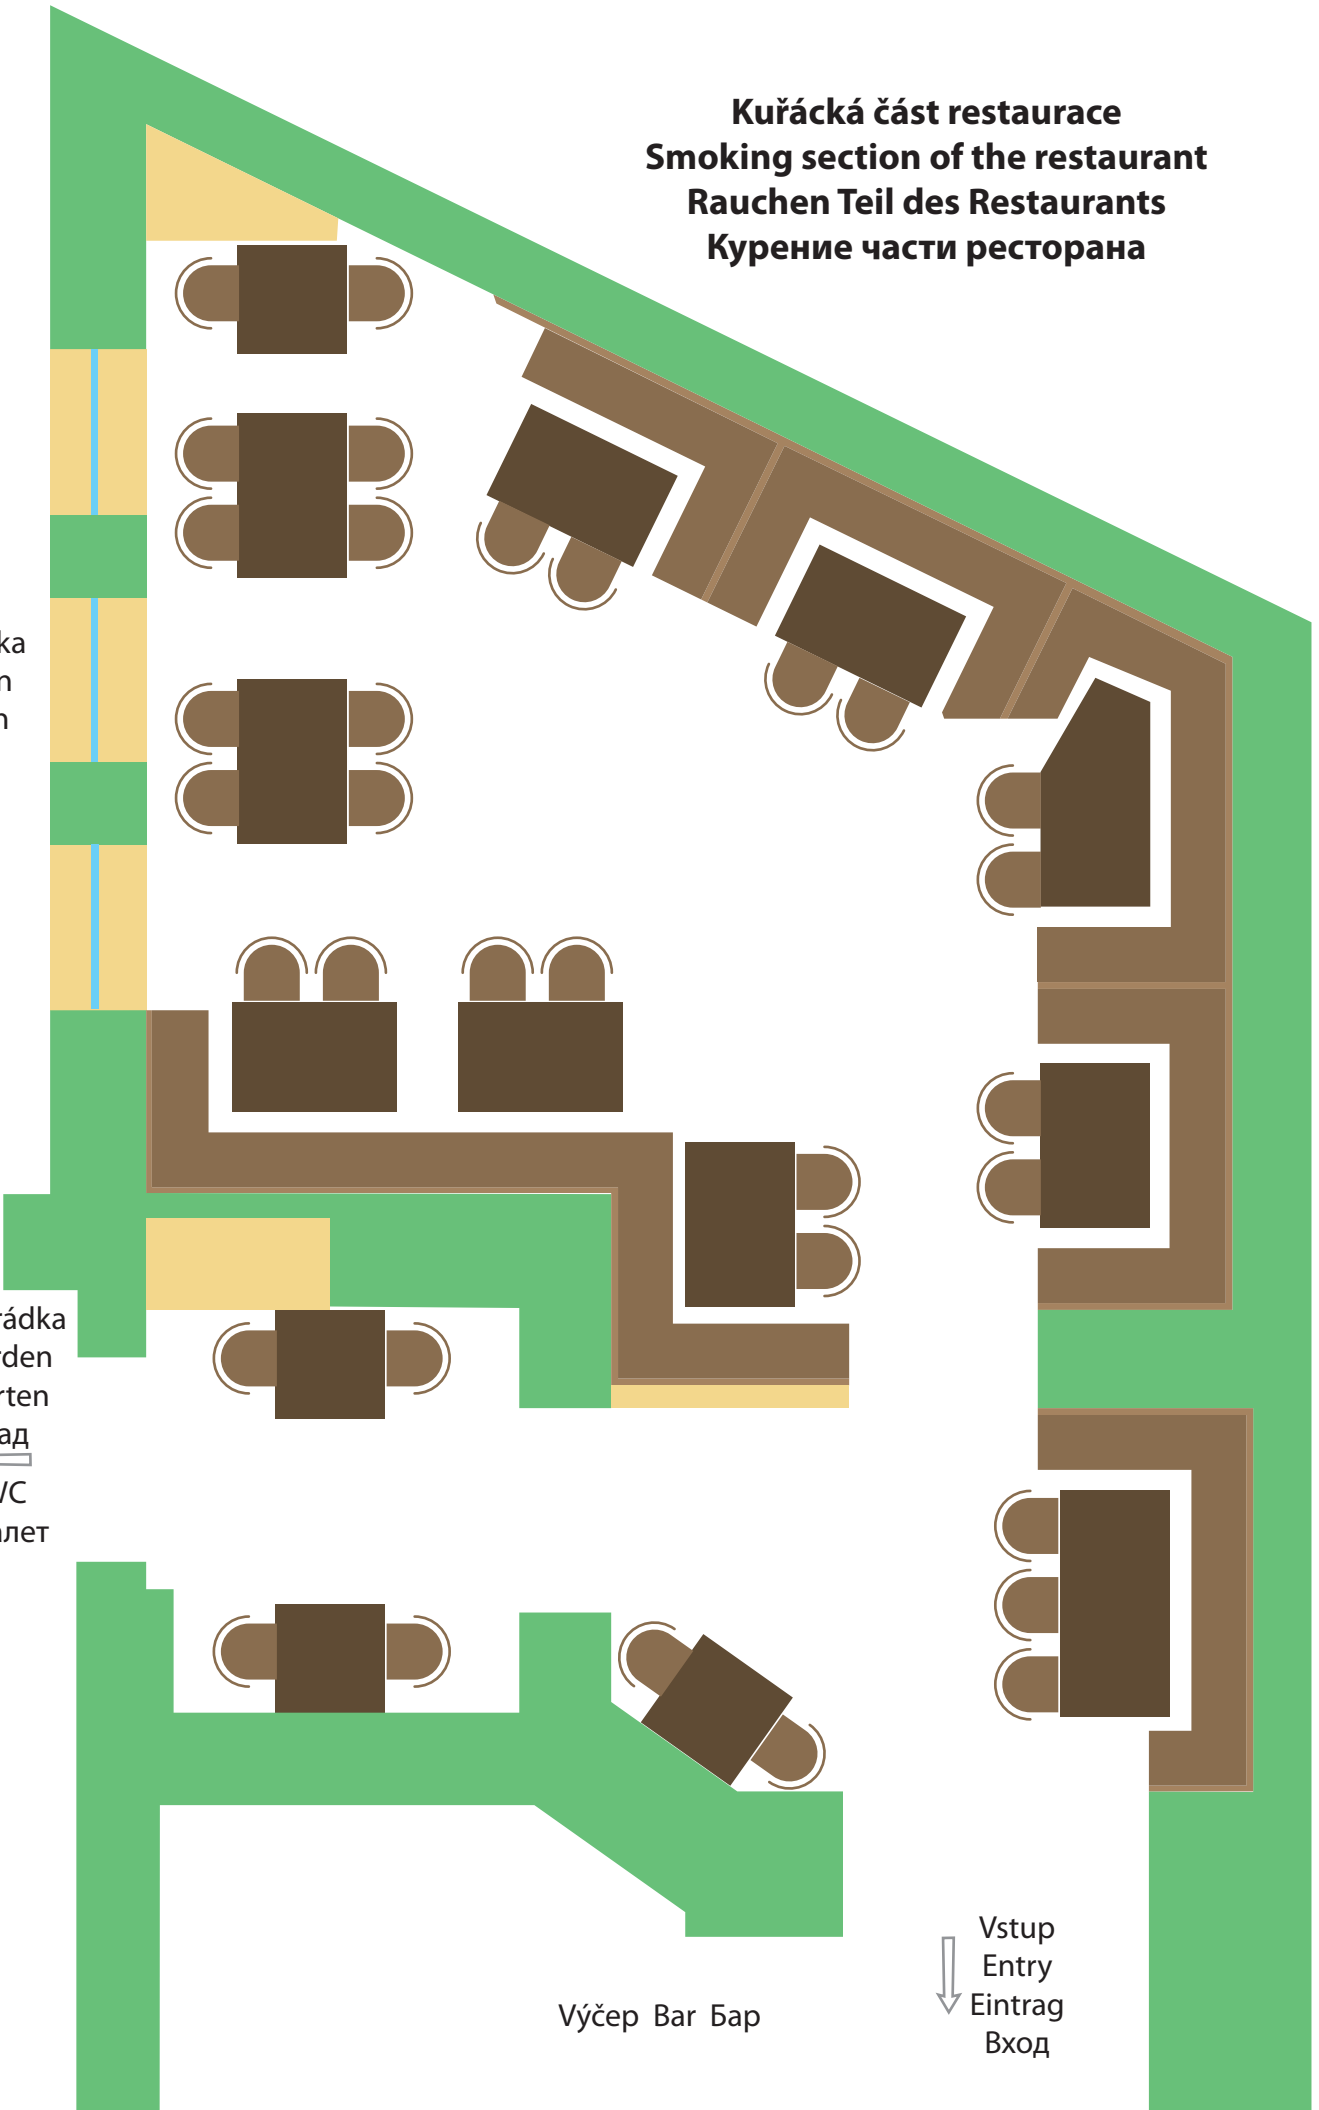 Kuřácká část restaurace
Smoking section of the restaurant
Rauchen Teil des Restaurants
Курение части ресторана
Vstup
Entry
Eintrag
Вход
Výčep Bar Бар